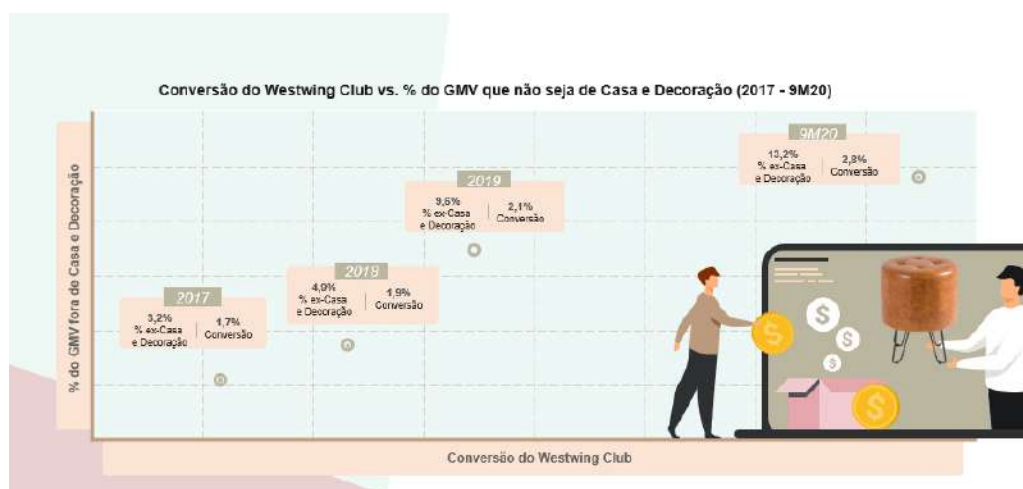 Conversão do Westwing Club vs. % do GMV que não seja de Casa e Decoração (2017 - 9M20)
% do GMV fora de Casa e Decoração
2017
3,2%
% ex-Casa
e Decoração
1,7%
Conversão
2018
4,9%
% ex-Casa
e Decoração
1,9%
Conversão
2019
9,6%
% ex-Casa
e Decoração
2,1%
Conversão
9M20
13,2%
% ex-Casa
e Decoração
2,8%
Conversão
$
$
$
$
$
Conversão do Westwing Club